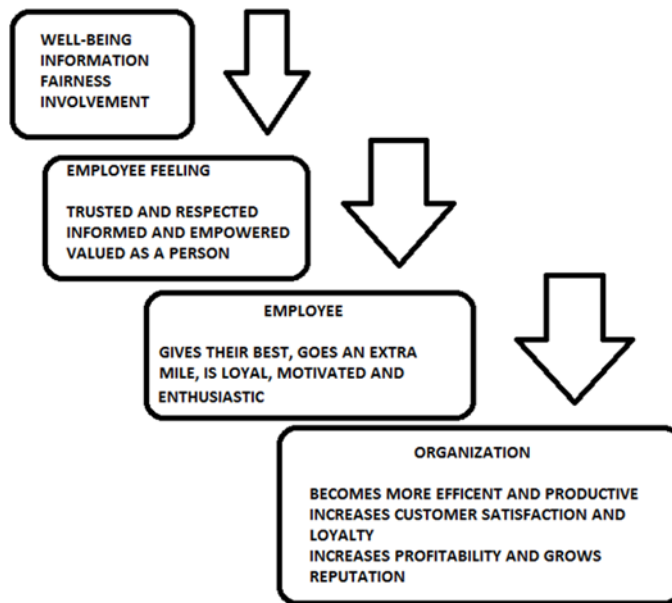 WELL-BEING
INFORMATION
FAIRNESS
INVOLVEMENT
EMPLOYEE FEELING
TRUSTED AND RESPECTED
INFORMED AND EMPOWERED
VALUED AS A PERSON
EMPLOYEE
GIVES THEIR BEST, GOES AN EXTRA
MILE, IS LOYAL, MOTIVATED AND
ENTHUSIASTIC
ORGANIZATION
BECOMES MORE EFFICENT AND PRODUCTIVE
INCREASES CUSTOMER SATISFACTION AND
LOYALTY
INCREASES PROFITABILITY AND GROWS
REPUTATION